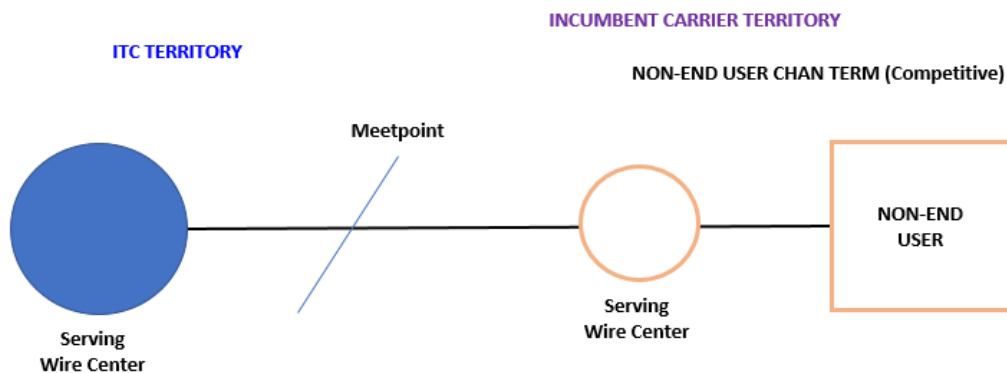 INCUMBENT CARRIER TERRITORY
ITC TERRITORY
NON-END USER CHAN TERM (Competitive)
Meetpoint
NON-END
USER
Serving
Wire Center
Serving
Wire Center